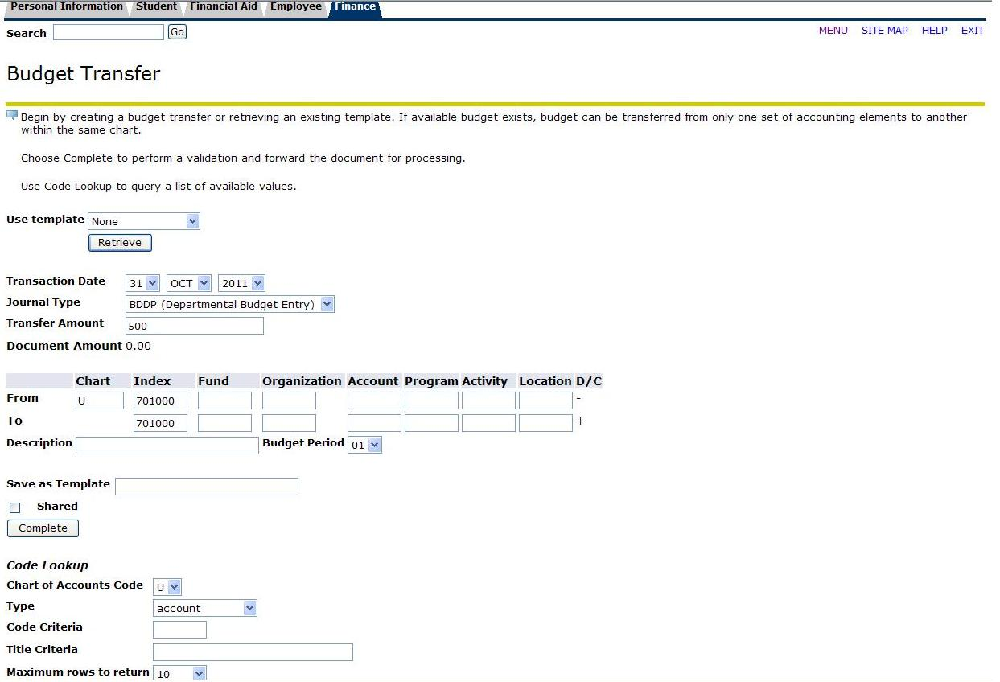 Personal Information Student Financial Aid Employee Finance
Search Go MENU SITE MAP HELP EXIT
Budget Transfer
Begin by creating a budget transfer or retrieving an existing template. If available budget exists, budget can be transferred from only one set of accounting elements to another
within the same chart.
Choose Complete to perform a validation and forward the document for processing.
Use Code Lookup to query a list of available values.
Use template None
Retrieve
Transaction Date 31 OCT 2011
Journal Type BDDP (Departmental Budget Entry)
Transfer Amount 500
Document Amount 0.00
Chart Index Fund Organization Account Program Activity Location D/C
From U 701000 -
To 701000 +
Description Budget Period 01
Save as Template
Shared
Complete
Code Lookup
Chart of Accounts Code U
Type account
Code Criteria
Title Criteria
Maximum rows to return 10